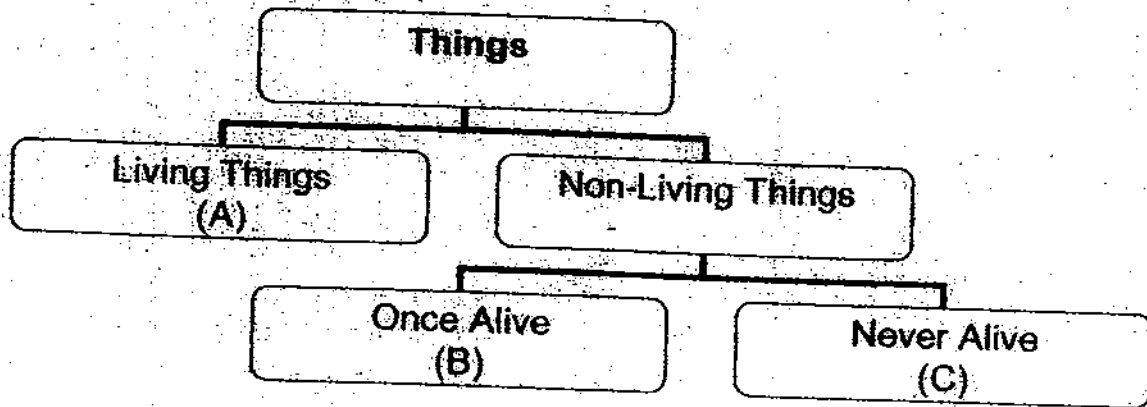 Things
Living Things
(A)
Non-Living Things
Once Alive
(B)
Never Alive
(C)